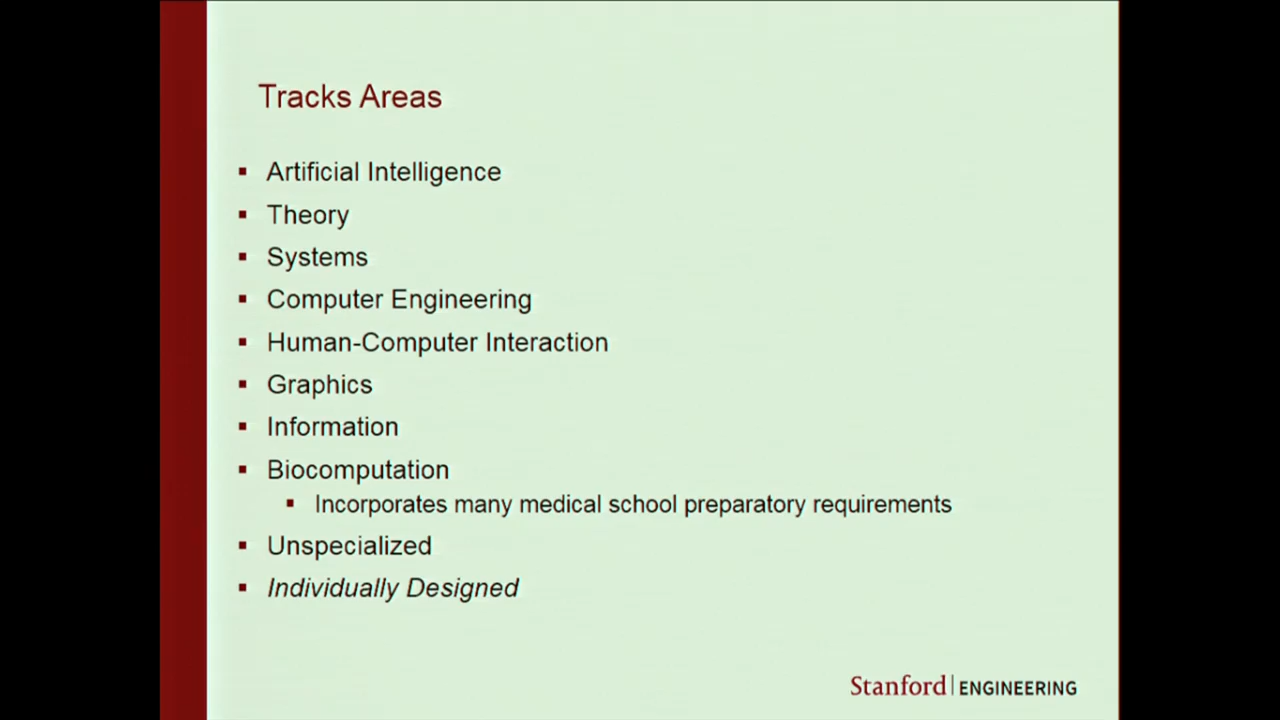 Tracks Areas
Artificial Intelligence
Theory
Systems
Computer Engineering
Human-Computer Interaction
Graphics
Information
Biocomputation
Incorporates many medical school preparatory requirements
Unspecialized
Individually Designed
Stanford | ENGINEERING